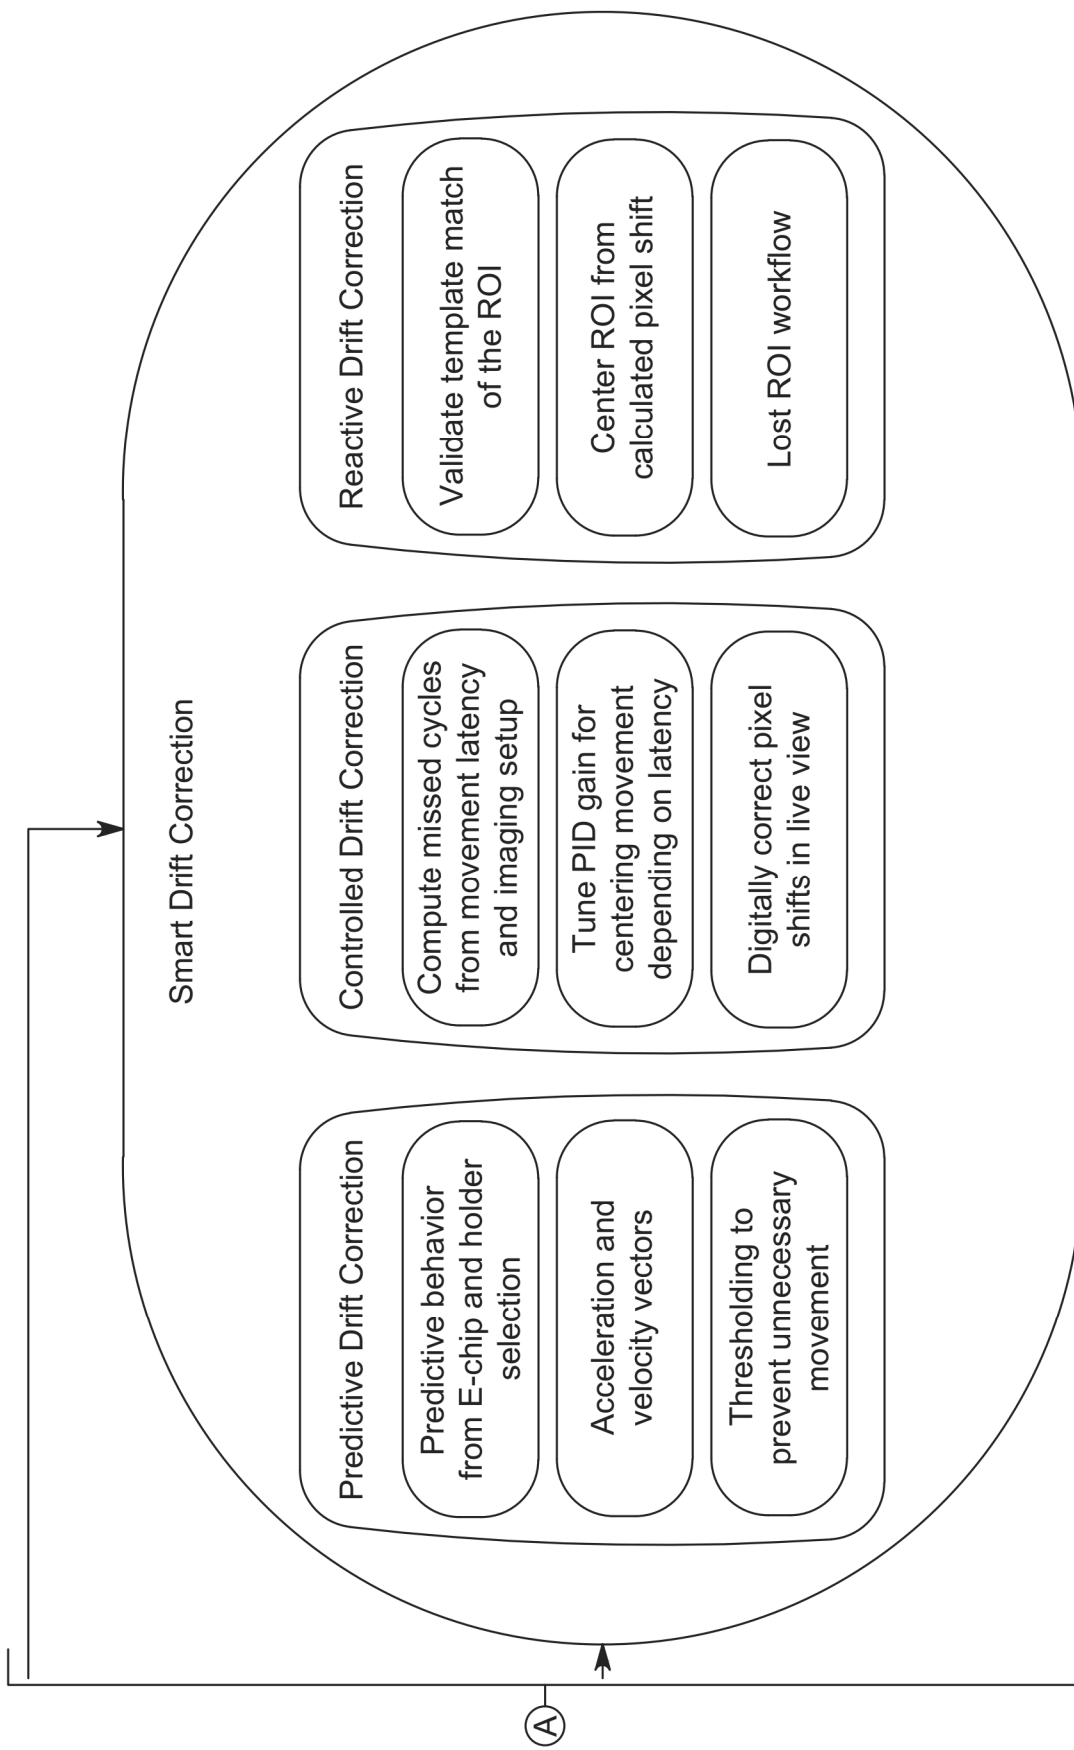 Smart Drift Correction
Predictive Drift Correction
Predictive behavior
from E-chip and holder
selection
Acceleration and
velocity vectors
Thresholding to
prevent unnecessary
movement
Controlled Drift Correction
Compute missed cycles
from movement latency
and imaging setup
Tune PID gain for
centering movement
depending on latency
Digitally correct pixel
shifts in live view
Reactive Drift Correction
Validate template match
of the ROI
Center ROI from
calculated pixel shift
Lost ROI workflow
A